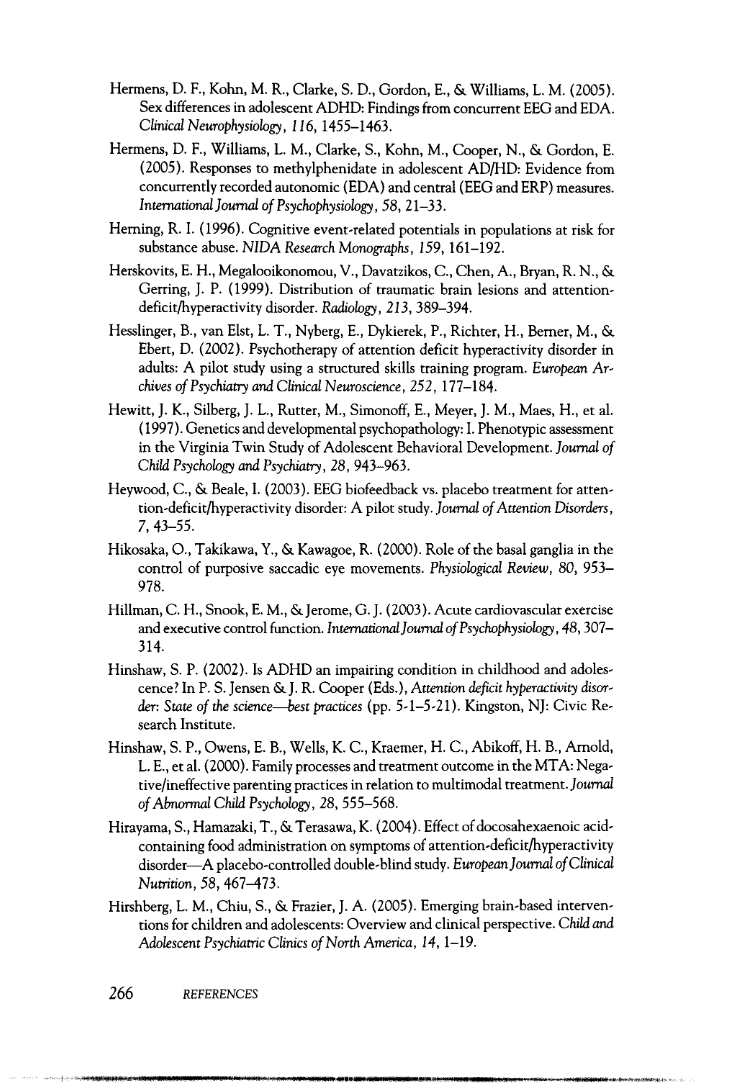 Hermens, D. F., Kohn, M. R., Clarke, S. D., Gordon, E., & Williams, L. M. (2005).
Sex differences in adolescent ADHD: Findings from concurrent EEG and EDA.
Clinical Neurophysiology, 116, 1455–1463.
Hermens, D. F., Williams, L. M., Clarke, S., Kohn, M., Cooper, N., & Gordon, E.
(2005). Responses to methylphenidate in adolescent AD/HD: Evidence from
concurrently recorded autonomic (EDA) and central (EEG and ERP) measures.
International Journal of Psychophysiology, 58, 21–33.
Herning, R. I. (1996). Cognitive event-related potentials in populations at risk for
substance abuse. NIDA Research Monographs, 159, 161–192.
Herskovits, E. H., Megalooikonomou, V., Davatzikos, C., Chen, A., Bryan, R. N., &
Gerring, J. P. (1999). Distribution of traumatic brain lesions and attention-
deficit/hyperactivity disorder. Radiology, 213, 389–394.
Hesslinger, B., van Elst, L. T., Nyberg, E., Dykierek, P., Richter, H., Berner, M., &
Ebert, D. (2002). Psychotherapy of attention deficit hyperactivity disorder in
adults: A pilot study using a structured skills training program. European Ar-
chives of Psychiatry and Clinical Neuroscience, 252, 177–184.
Hewitt, J. K., Silberg, J. L., Rutter, M., Simonoff, E., Meyer, J. M., Maes, H., et al.
(1997). Genetics and developmental psychopathology: I. Phenotypic assessment
in the Virginia Twin Study of Adolescent Behavioral Development. Journal of
Child Psychology and Psychiatry, 28, 943–963.
Heywood, C., & Beale, I. (2003). EEG biofeedback vs. placebo treatment for atten-
tion-deficit/hyperactivity disorder: A pilot study. Journal of Attention Disorders,
7, 43–55.
Hikosaka, O., Takikawa, Y., & Kawagoe, R. (2000). Role of the basal ganglia in the
control of purposive saccadic eye movements. Physiological Review, 80, 953–
978.
Hillman, C. H., Snook, E. M., & Jerome, G. J. (2003). Acute cardiovascular exercise
and executive control function. International Journal of Psychophysiology, 48, 307–
314.
Hinshaw, S. P. (2002). Is ADHD an impairing condition in childhood and adoles-
cence? In P. S. Jensen & J. R. Cooper (Eds.), Attention deficit hyperactivity disor-
der: State of the science—best practices (pp. 5-1–5-21). Kingston, NJ: Civic Re-
search Institute.
Hinshaw, S. P., Owens, E. B., Wells, K. C., Kraemer, H. C., Abikoff, H. B., Arnold,
L. E., et al. (2000). Family processes and treatment outcome in the MTA: Nega-
tive/ineffective parenting practices in relation to multimodal treatment. Journal
of Abnormal Child Psychology, 28, 555–568.
Hirayama, S., Hamazaki, T., & Terasawa, K. (2004). Effect of docosahexaenoic acid-
containing food administration on symptoms of attention-deficit/hyperactivity
disorder—A placebo-controlled double-blind study. European Journal of Clinical
Nutrition, 58, 467–473.
Hirshberg, L. M., Chiu, S., & Frazier, J. A. (2005). Emerging brain-based interven-
tions for children and adolescents: Overview and clinical perspective. Child and
Adolescent Psychiatric Clinics of North America, 14, 1–19.
266 REFERENCES